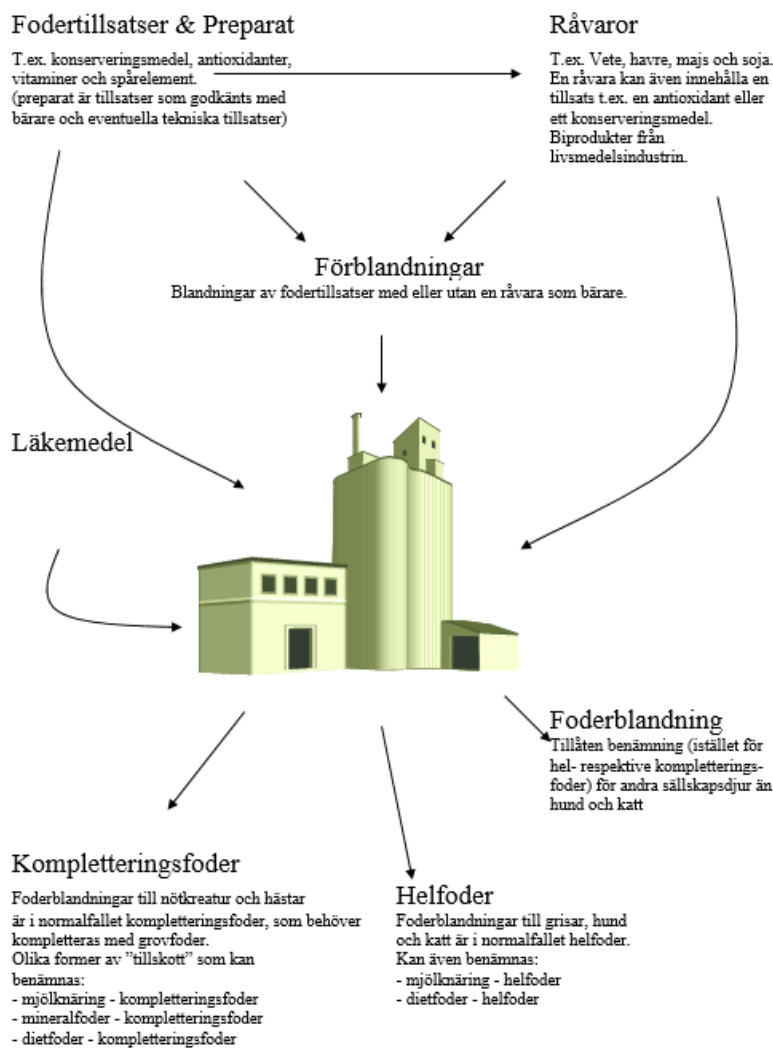 Fodertillsatser & Preparat
T.ex. konserveringsmedel, antioxidanter,
vitaminer och spårelement.
(preparat är tillsatser som godkänts med
bärare och eventuella tekniska tillsatser)
Råvaror
T.ex. Vete, havre, majs och soja.
En råvara kan även innehålla en
tillsats t.ex. en antioxidant eller
ett konserveringsmedel.
Biprodukter från
livsmedelsindustrin.
Förblandningar
Blandningar av fodertillsatser med eller utan en råvara som bärare.
Läkemedel
Foderblandning
Tillåten benämning (istället för
hel- respektive kompletterings-
foder) för andra sällskapsdjur än
hund och katt
Kompletteringsfoder
Foderblandningar till nötkreatur och hästar
är i normalfallet kompletteringsfoder, som behöver
kompletteras med grovfoder.
Olika former av ”tillskott” som kan
benämnas:
- mjölknäring - kompletteringsfoder
- mineralfoder - kompletteringsfoder
- dietfoder - kompletteringsfoder
Helfoder
Foderblandningar till grisar, hund
och katt är i normalfallet helfoder.
Kan även benämnas:
- mjölknäring - helfoder
- dietfoder - helfoder